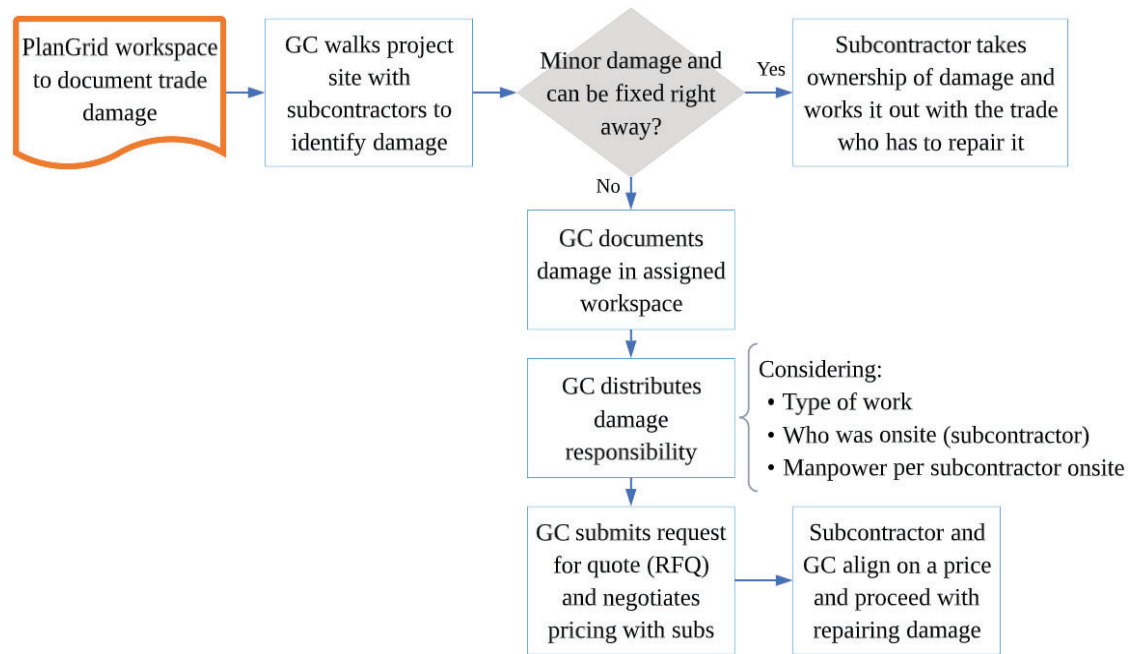 PlanGrid workspace
to document trade
damage
GC walks project
site with
subcontractors to
identify damage
Minor damage and
can be fixed right
away?
Yes
Subcontractor takes
ownership of damage and
works it out with the trade
who has to repair it
No
GC documents
damage in assigned
workspace
GC distributes
damage
responsibility
Considering:
• Type of work
• Who was onsite (subcontractor)
• Manpower per subcontractor onsite
GC submits request
for quote (RFQ)
and negotiates
pricing with subs
Subcontractor and
GC align on a price
and proceed with
repairing damage